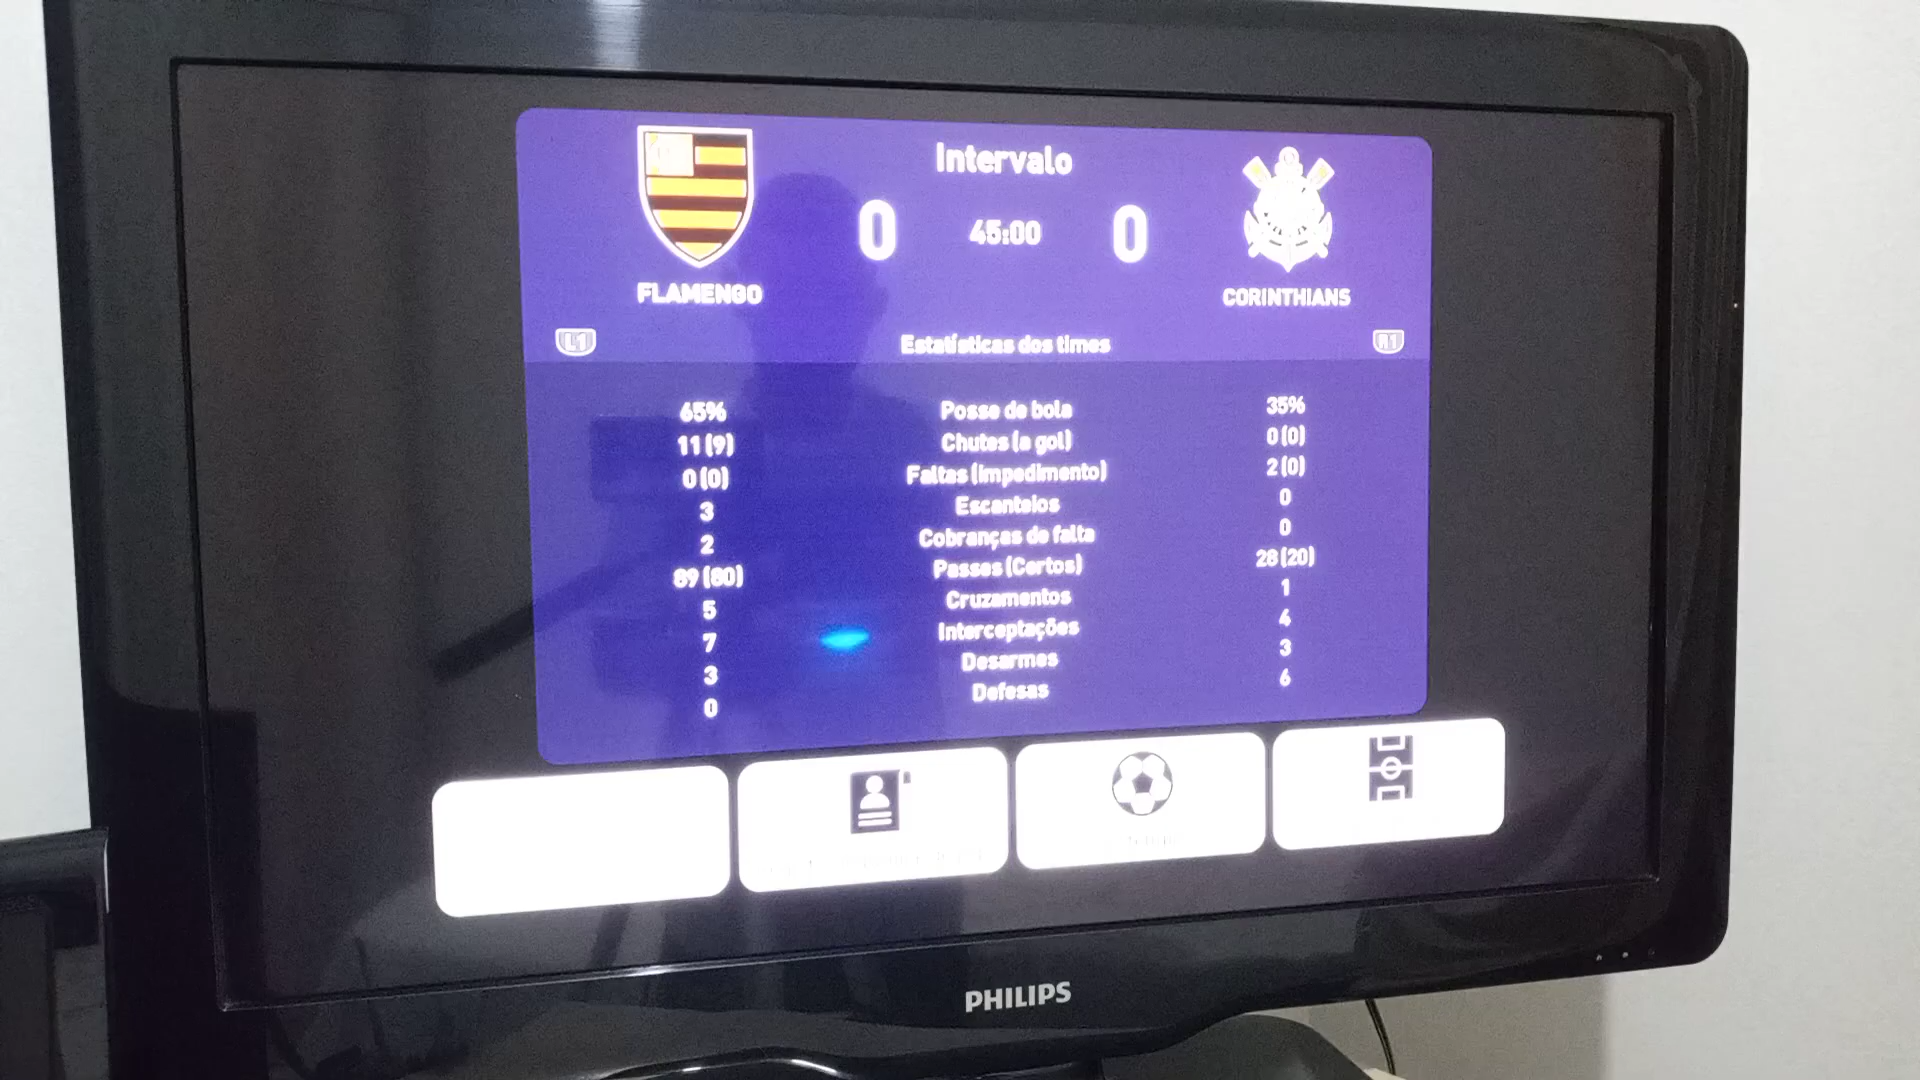 Intervalo
0 45:00 0
FLAMENGO CORINTHIANS
L1 Estatísticas dos times R1
65% Posse de bola 35%
11 (9) Chutes (a gol) 0 (0)
0 (0) Faltas (impedimento) 2 (0)
3 Escanteios 0
2 Cobranças de falta 0
89 (80) Passes (Certos) 28 (20)
5 Cruzamentos 1
7 Interceptações 4
3 Desarmes 3
0 Defesas 6
PHILIPS